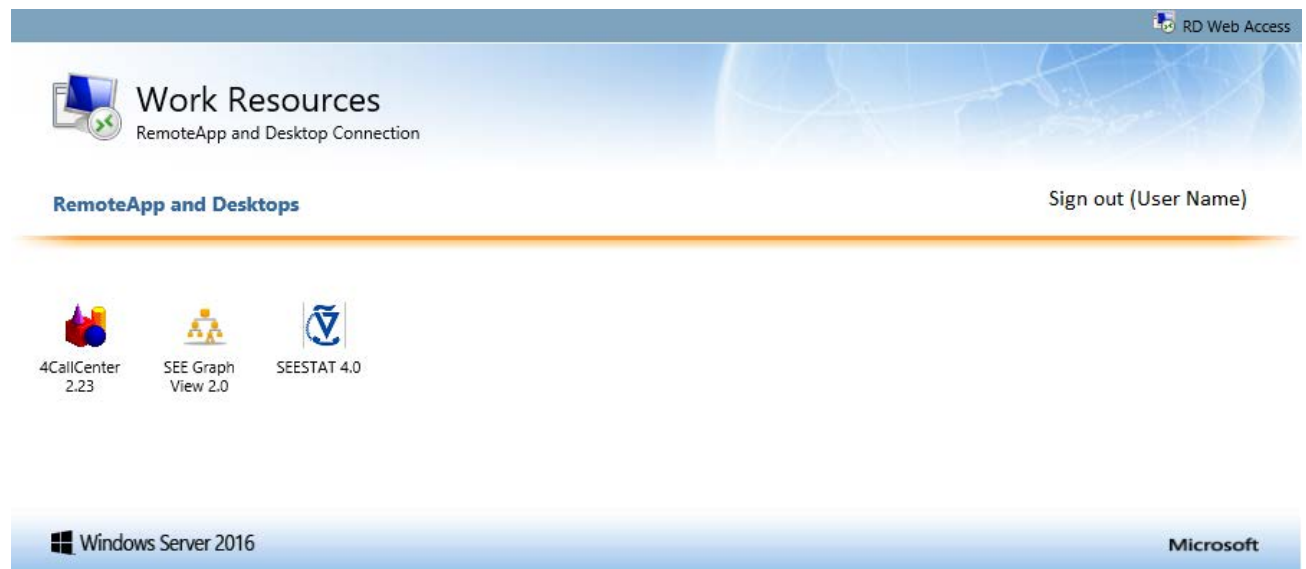 RD Web Access
Work Resources
RemoteApp and Desktop Connection
RemoteApp and Desktops
Sign out (User Name)
4CallCenter
2.23
SEE Graph
View 2.0
SEESTAT 4.0
Windows Server 2016
Microsoft